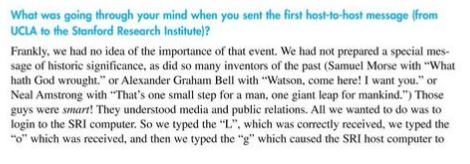 What was going through your mind when you sent the first host-to-host message (from
UCLA to the Stanford Research Institute)?
Frankly, we had no idea of the importance of that event. We had not prepared a special mes-
sage of historic significance, as did so many inventors of the past (Samuel Morse with “What
hath God wrought.” or Alexander Graham Bell with “Watson, come here! I want you.” or
Neal Amstrong with “That’s one small step for a man, one giant leap for mankind.”) Those
guys were smart! They understood media and public relations. All we wanted to do was to
login to the SRI computer. So we typed the “L”, which was correctly received, we typed the
“o” which was received, and then we typed the “g” which caused the SRI host computer to